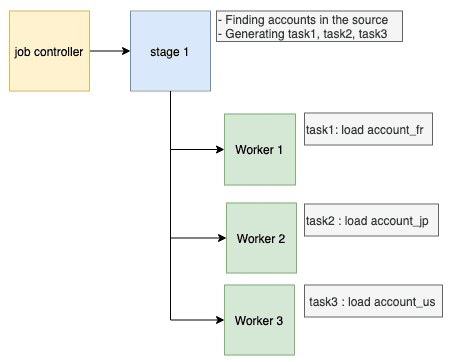 job controller
stage 1
- Finding accounts in the source
- Generating task1, task2, task3
Worker 1
task1: load account_fr
Worker 2
task2 : load account_jp
Worker 3
task3 : load account_us